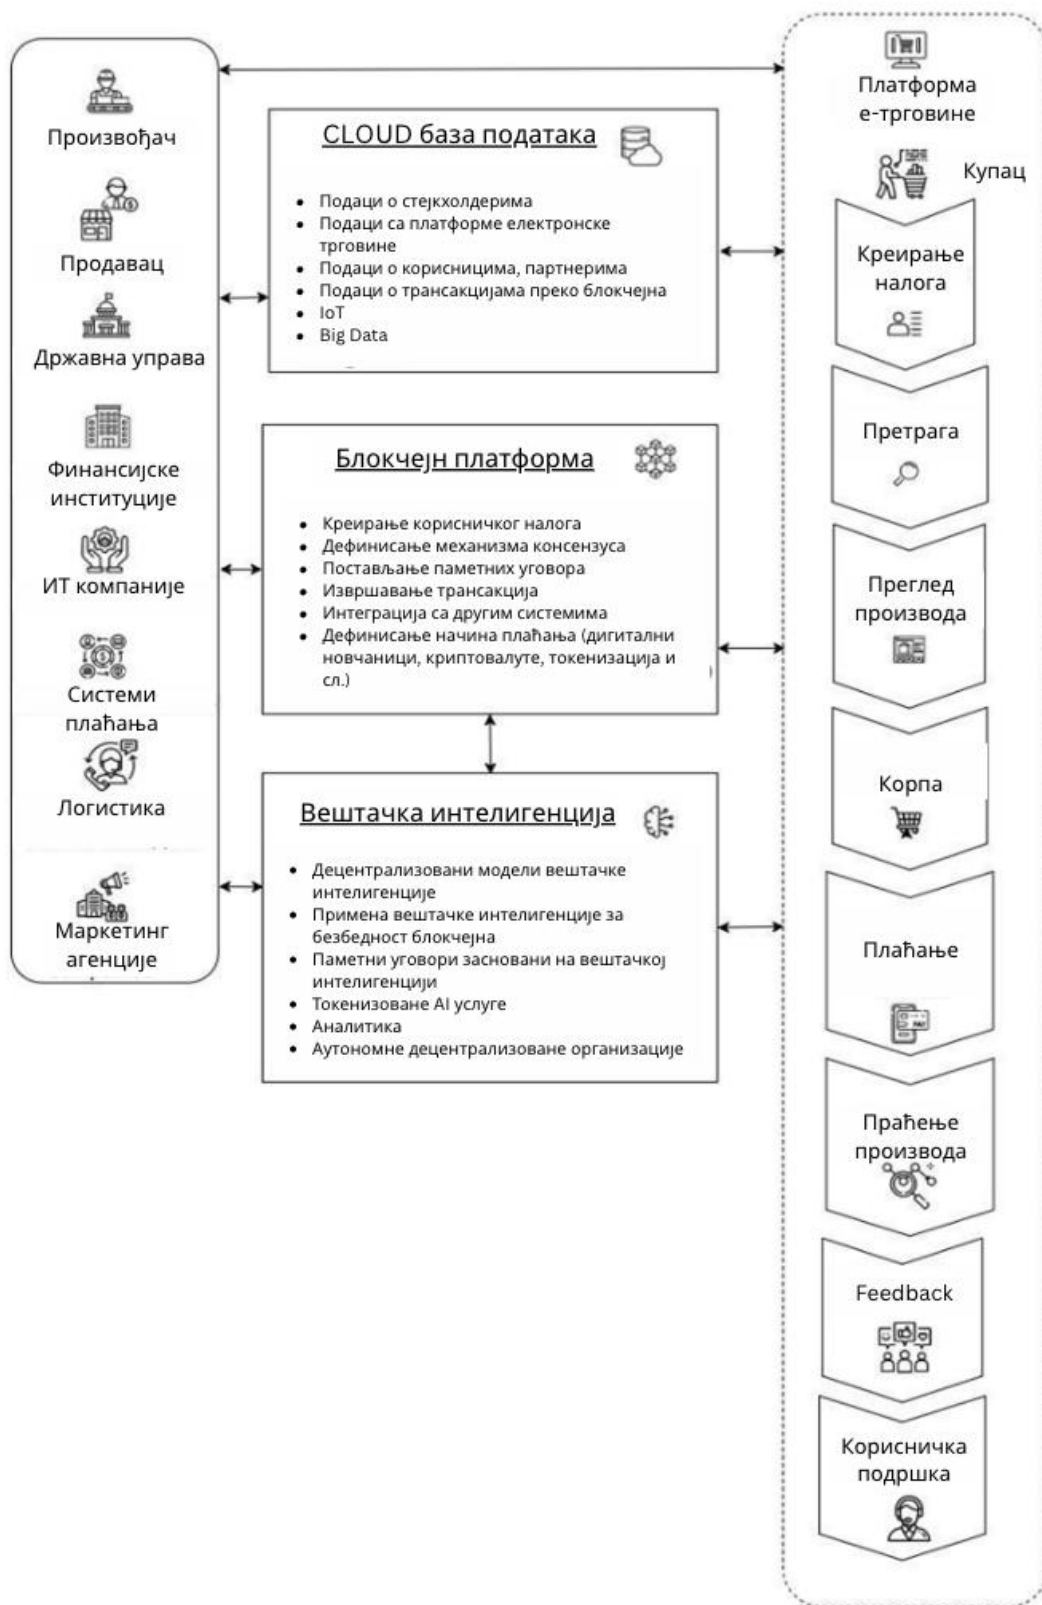 Произвођач
Продавац
Државна управа
Финансијске
институције
ИТ компаније
Системи
плаћања
Логистика
Маркетинг
агенције
CLOUD база података
• Подаци о стејкхолдерима
• Подаци са платформе електронске
трговине
• Подаци о корисницима, партнерима
• Подаци о трансакцијама преко блокчејна
• IoT
• Big Data
Блокчејн платформа
• Креирање корисничког налога
• Дефинисање механизма консензуса
• Постављање паметних уговора
• Извршавање трансакција
• Интеграција са другим системима
• Дефинисање начина плаћања (дигитални
новчаници, криптовалуте, токенизација и
сл.)
Вештачка интелигенција
• Децентрализовани модели вештачке
интелигенције
• Примена вештачке интелигенције за
безбедност блокчејна
• Паметни уговори засновани на вештачкој
интелигенцији
• Токенизоване AI услуге
• Аналитика
• Аутономне децентрализоване организације
Платформа
е-трговине
Купац
Креирање
налога
Претрага
Преглед
производа
Корпа
Плаћање
Праћење
производа
Feedback
Корисничка
подршка